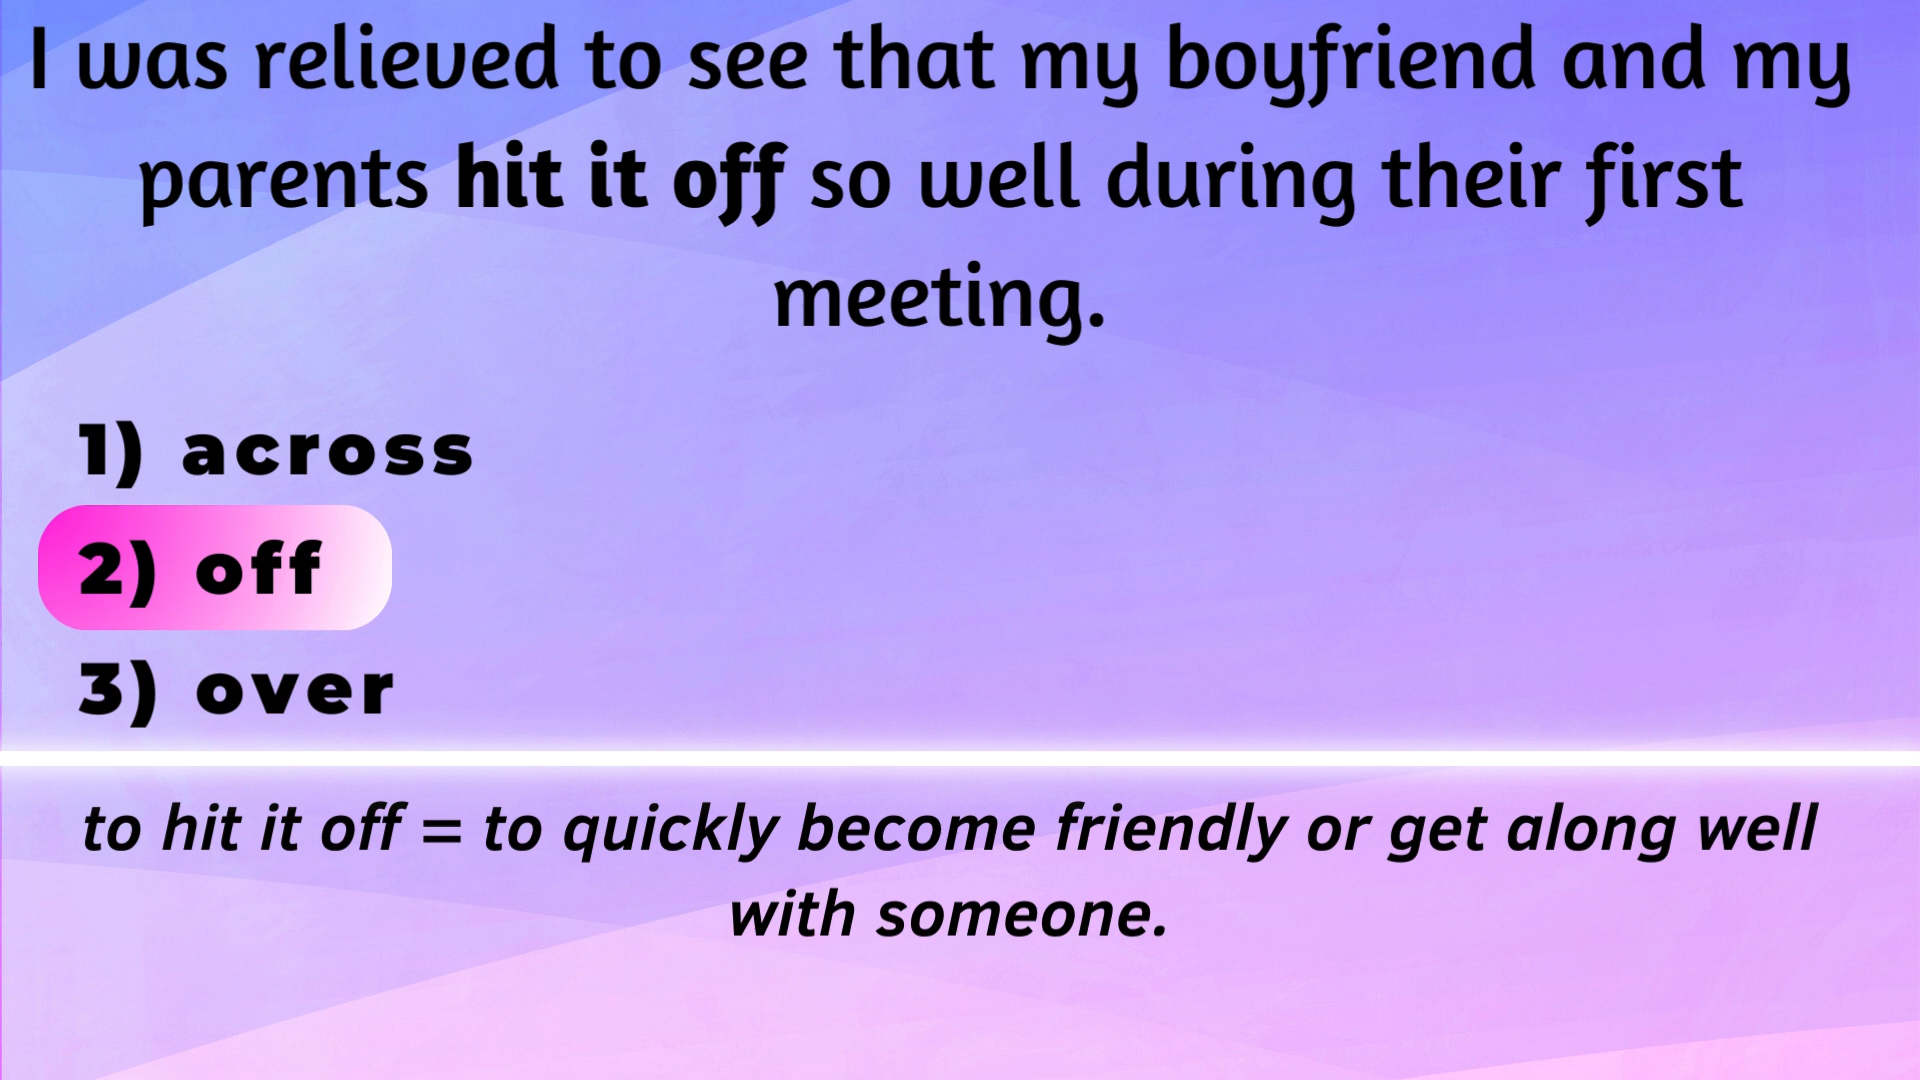 I was relieved to see that my boyfriend and my
parents hit it off so well during their first
meeting.
1) across
2) off
3) over
to hit it off = to quickly become friendly or get along well
with someone.